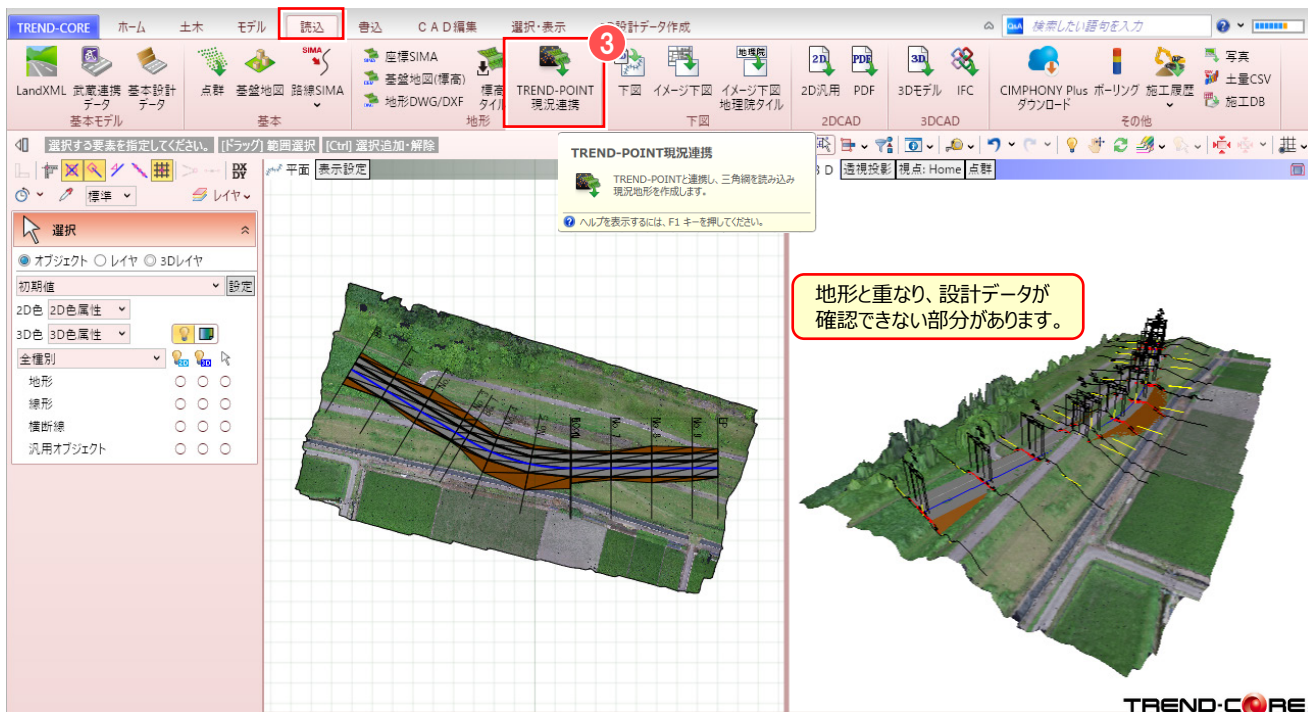 TREND-CORE ホーム 土木 モデル 読込 書込 CAD編集 選択・表示 設計データ作成
Q&A 検索したい語句を入力
3
LandXML 武蔵連携データ 基本設計データ
基本モデル
点群 基盤地図 路線SIMA
基本
座標SIMA
基盤地図(標高)
地形DWG/DXF
標高タイル
TREND-POINT
現況連携
地形
下図 イメージ下図 イメージ下図
地理院タイル
下図
2D汎用 PDF
2DCAD
3Dモデル IFC
3DCAD
CIMPHONY Plus
ダウンロード
ボーリング 施工履歴
写真
土量CSV
施工DB
その他
選択する要素を指定してください。 [ドラッグ] 範囲選択 [Ctrl] 選択追加・解除
標準 レイヤ
平面 表示設定
D 透視投影 視点: Home 点群
TREND-POINT現況連携
TREND-POINTと連携し、三角網を読み込み
現況地形を作成します。
ヘルプを表示するには、F1 キーを押してください。
選択
オブジェクト レイヤ 3Dレイヤ
初期値 設定
2D色 2D色属性
3D色 3D色属性
全種別
地形
線形
横断線
汎用オブジェクト
No.7
No.8
No.9
EP
地形と重なり、設計データが
確認できない部分があります。
TREND-CORE